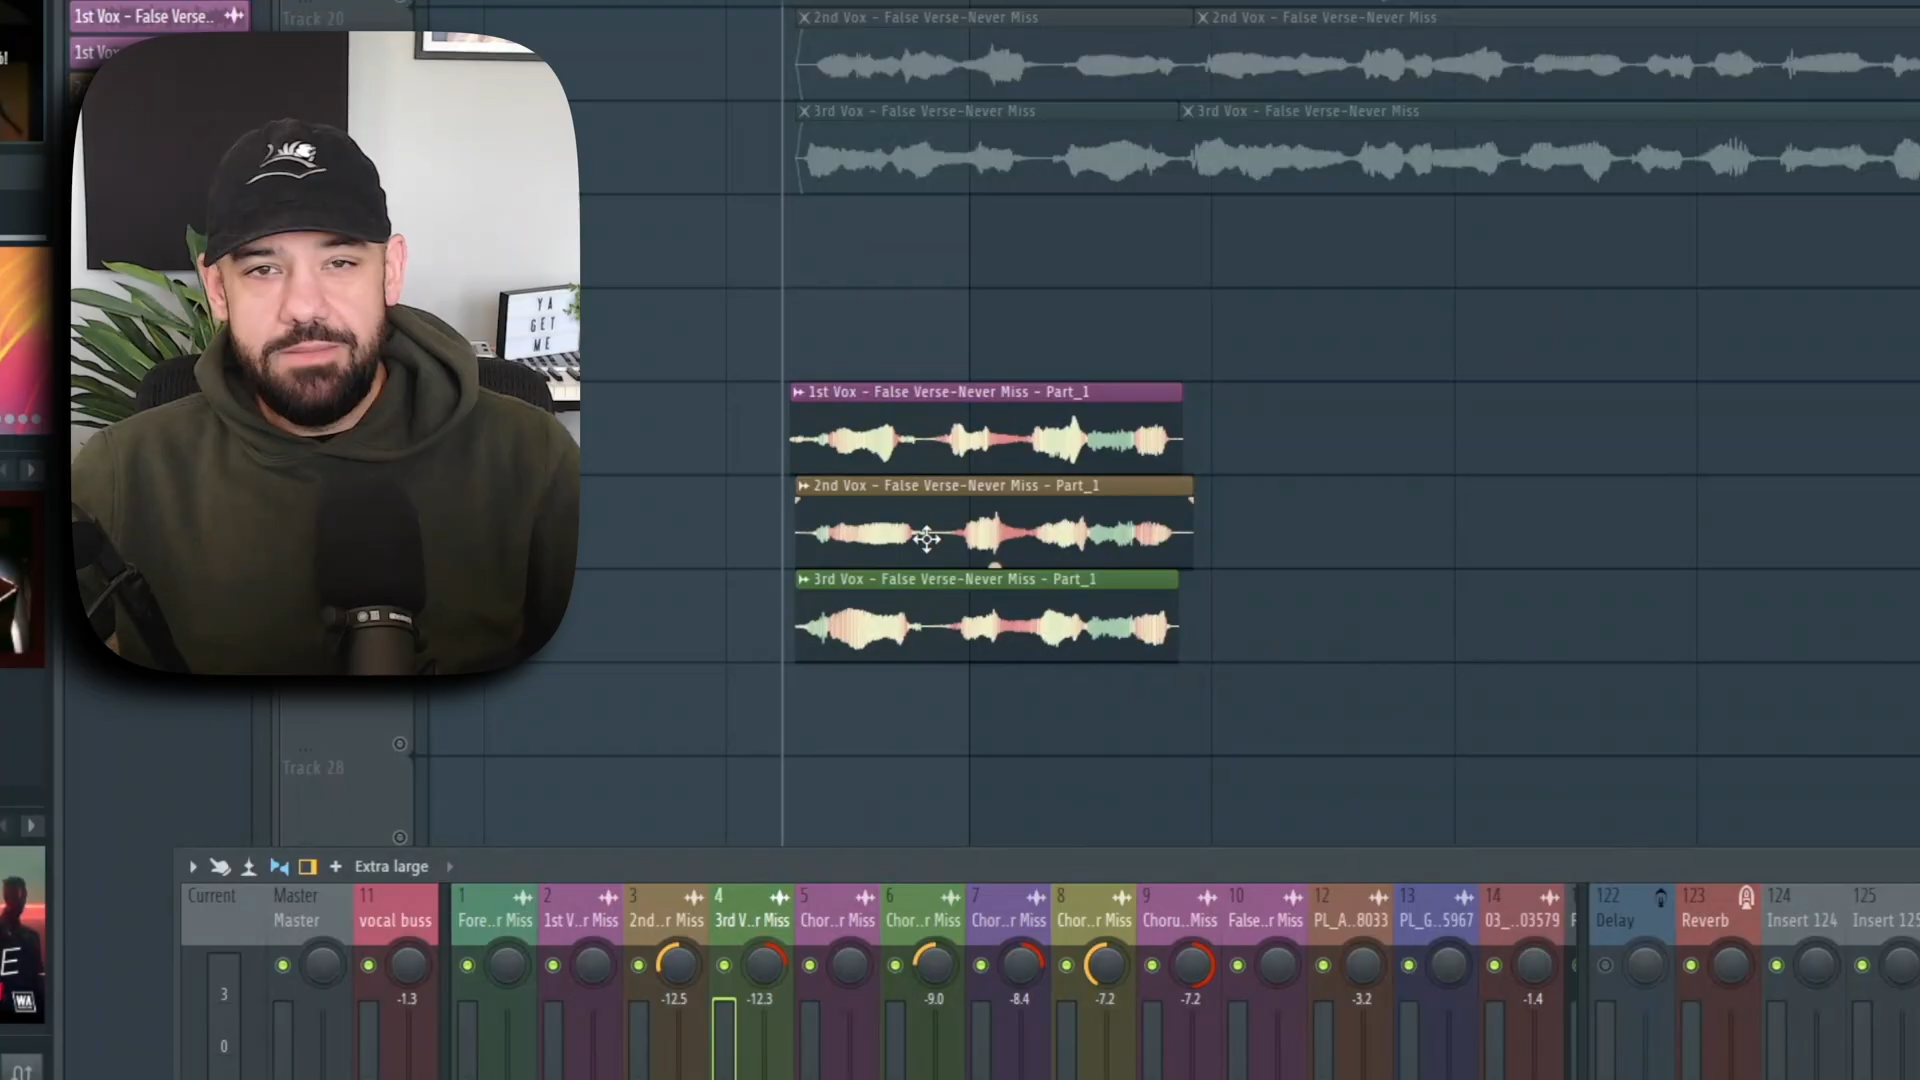 1st Vox – False Verse..
Track 20
2nd Vox – False Verse-Never Miss
2nd Vox – False Verse-Never Miss
1st Vox
3rd Vox – False Verse-Never Miss
3rd Vox – False Verse-Never Miss
YA
GET
ME
1st Vox – False Verse-Never Miss – Part_1
2nd Vox – False Verse-Never Miss – Part_1
3rd Vox – False Verse-Never Miss – Part_1
Track 28
Extra large
Current
Master
11
1
2
3
4
5
6
7
8
9
10
12
13
14
122
123
124
125
Master
vocal buss
Fore..r Miss
1st V..r Miss
2nd..r Miss
3rd V..r Miss
Chor..r Miss
Chor..r Miss
Chor..r Miss
Chor..r Miss
Choru..Miss
False..r Miss
PL_A..8033
PL_G..5967
03_...03579
Delay
Reverb
Insert 124
Insert 125
3
-1.3
-12.5
-12.3
-9.0
-8.4
-7.2
-7.2
-3.2
-1.4
0
E
WA